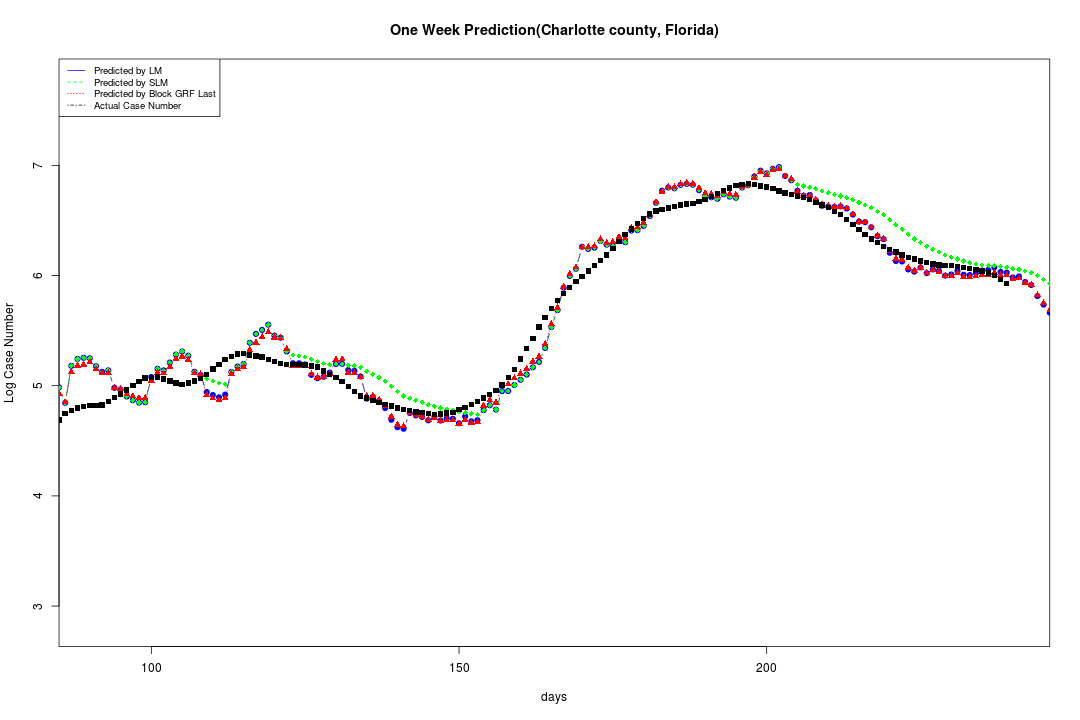 One Week Prediction(Charlotte county, Florida)
Predicted by LM
Predicted by SLM
Predicted by Block GRF Last
Actual Case Number
7
6
5
4
3
Log Case Number
100 150 200
days